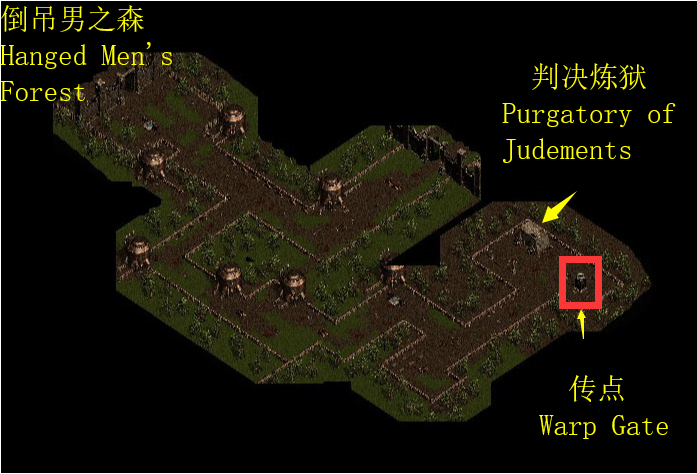 倒吊男之森
Hanged Men's
Forest
判决炼狱
Purgatory of
Judements
传点
Warp Gate